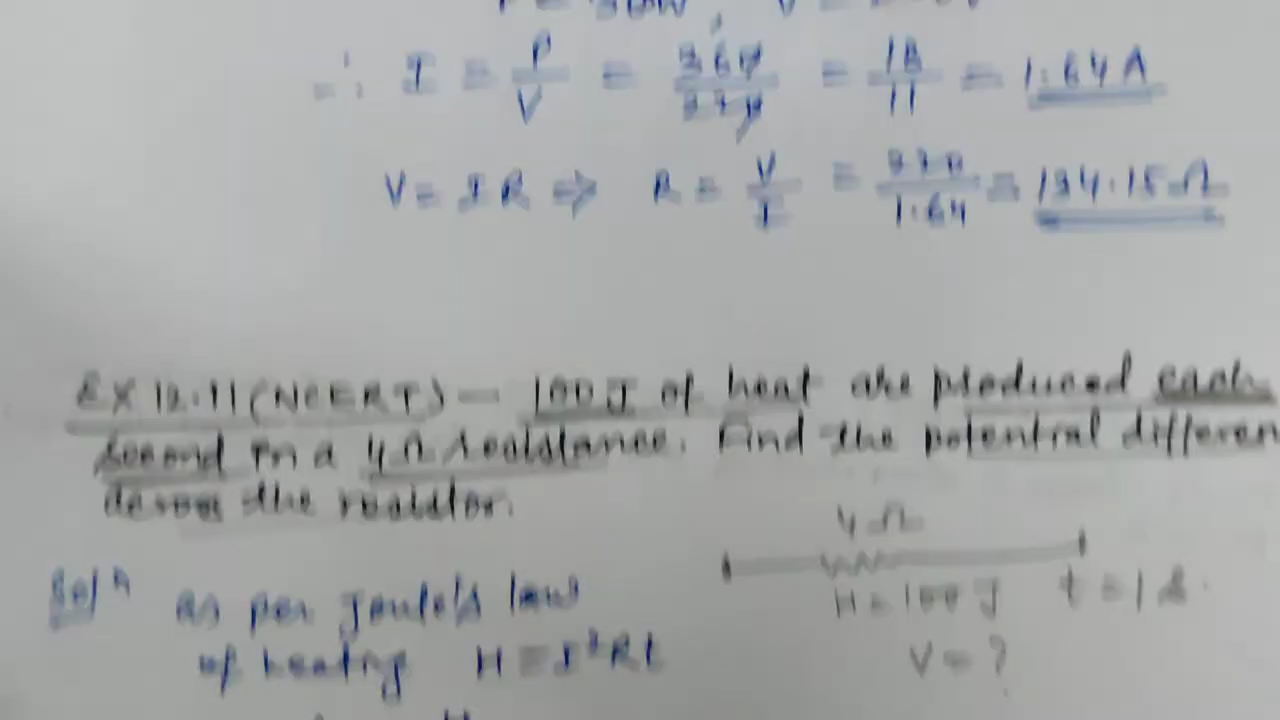 ∴ I = P/V = 360/220 = 18/11 = 1.64 A
V = IR ⇒ R = V/I = 220/1.64 = 134.15 Ω
EX 12.11 (NCERT) — 100 J of heat are produced each
second in a 4 Ω resistance. Find the potential differen
across the resistor.
4 Ω
H = 100 J t = 1 s.
V = ?
Solⁿ as per Joule's law
of heating H = I²Rt